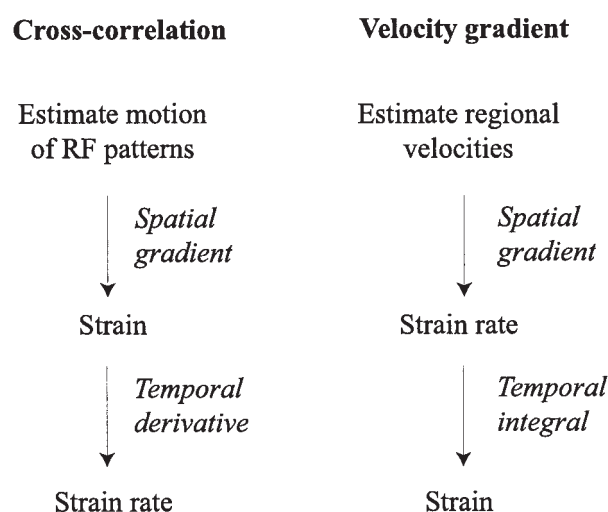 Cross-correlation
Estimate motion
of RF patterns
Spatial
gradient
Strain
Temporal
derivative
Strain rate
Velocity gradient
Estimate regional
velocities
Spatial
gradient
Strain rate
Temporal
integral
Strain